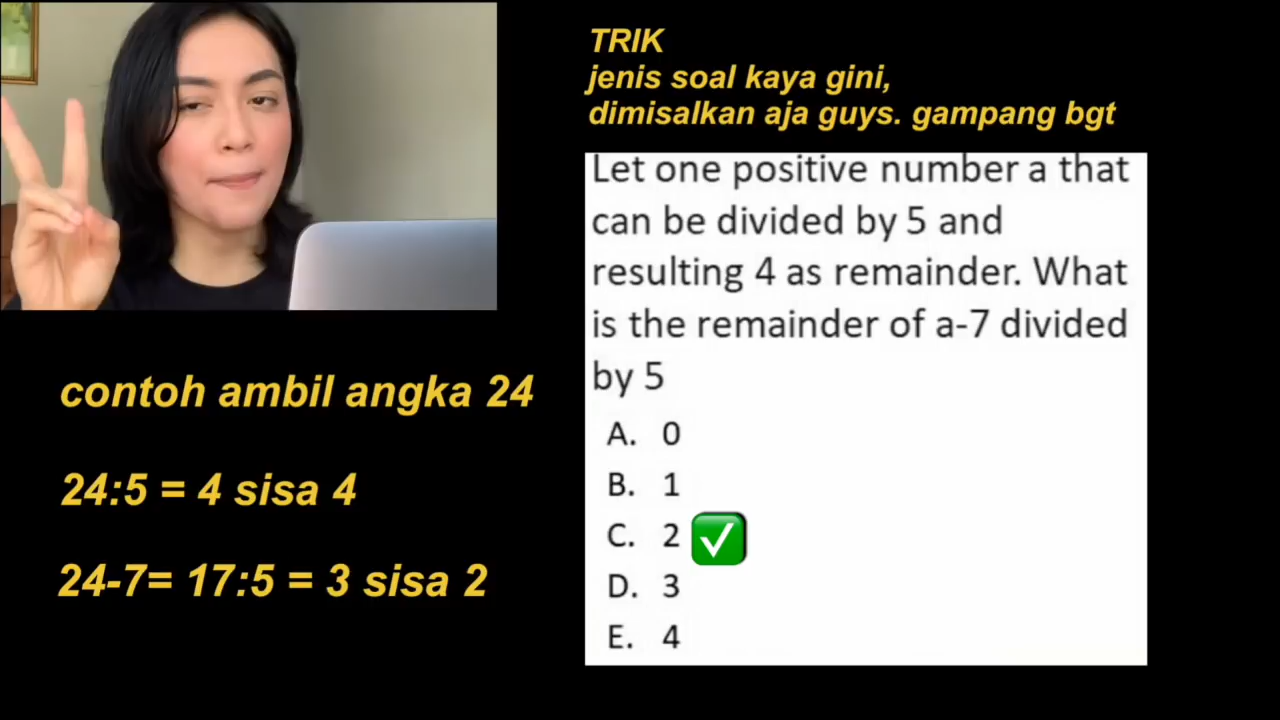 TRIK
jenis soal kaya gini,
dimisalkan aja guys. gampang bgt
Let one positive number a that
can be divided by 5 and
resulting 4 as remainder. What
is the remainder of a-7 divided
by 5
A. 0
B. 1
C. 2
D. 3
E. 4
contoh ambil angka 24
24:5 = 4 sisa 4
24-7= 17:5 = 3 sisa 2